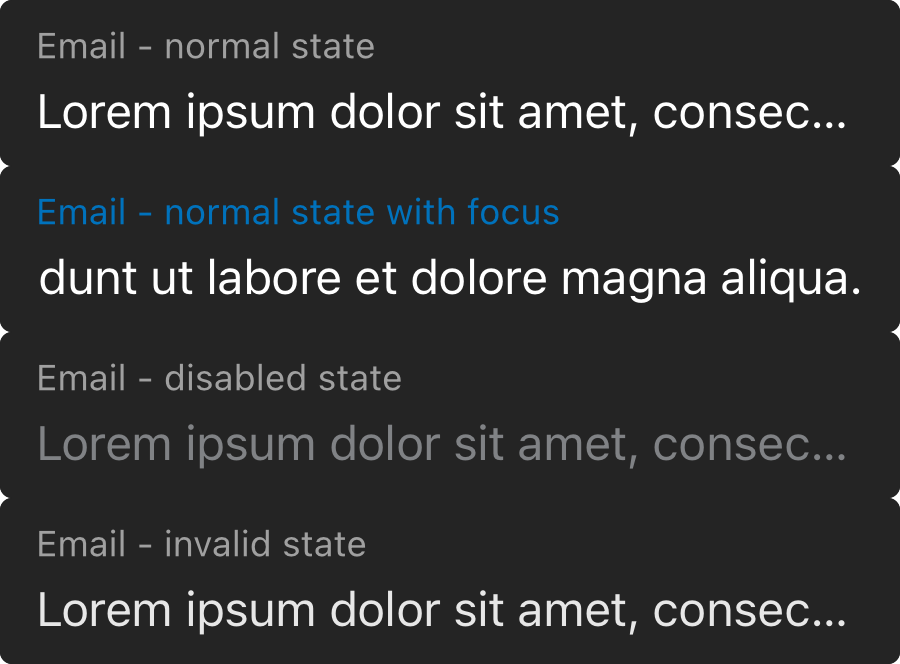 Email - normal state
Lorem ipsum dolor sit amet, consec...
Email - normal state with focus
dunt ut labore et dolore magna aliqua.
Email - disabled state
Lorem ipsum dolor sit amet, consec...
Email - invalid state
Lorem ipsum dolor sit amet, consec...